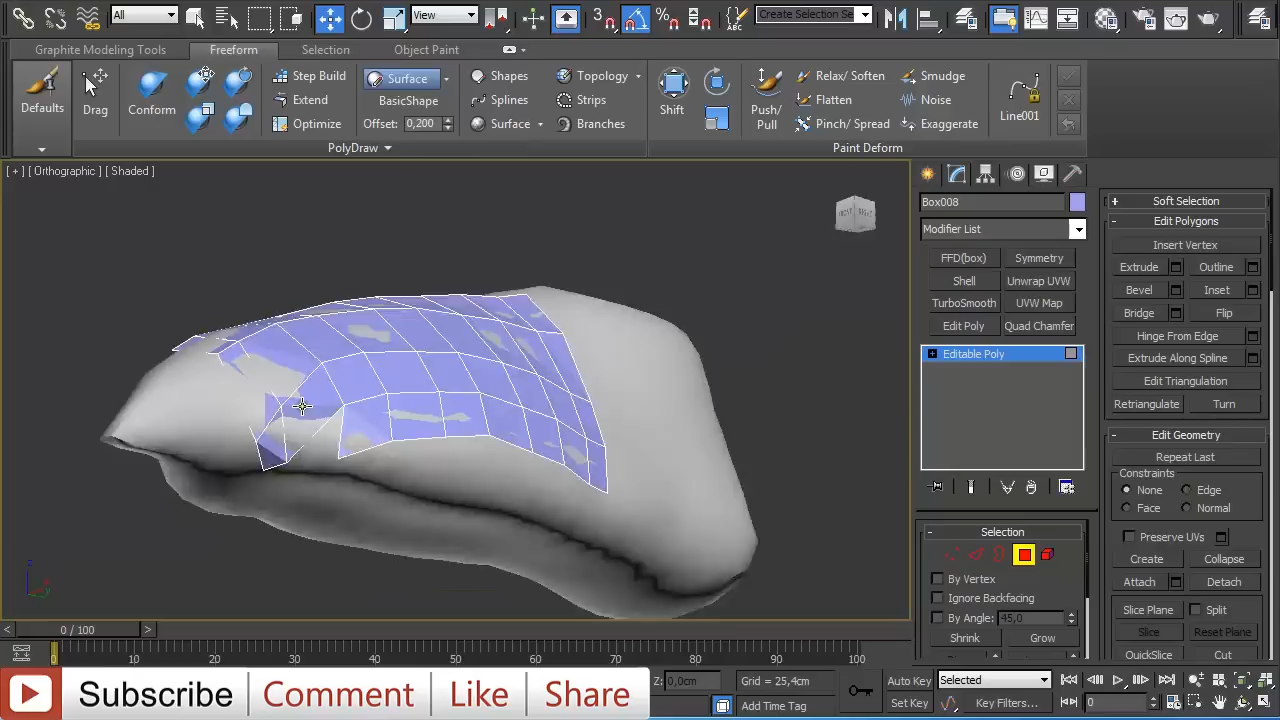 All
View
Create Selection Se
Graphite Modeling Tools Freeform Selection Object Paint
Defaults
Drag
Conform
Step Build
Extend
Optimize
Surface
BasicShape
Offset: 0,200
Shapes
Splines
Surface
Topology
Strips
Branches
PolyDraw
Shift
Push/
Pull
Relax/ Soften
Flatten
Pinch/ Spread
Smudge
Noise
Exaggerate
Paint Deform
Line001
[ + ] [ Orthographic ] [ Shaded ]
Box008
Modifier List
FFD(box) Symmetry
Shell Unwrap UVW
TurboSmooth UVW Map
Edit Poly Quad Chamfer
Editable Poly
Selection
By Vertex
Ignore Backfacing
By Angle: 45,0
Shrink Grow
Soft Selection
Edit Polygons
Insert Vertex
Extrude Outline
Bevel Inset
Bridge Flip
Hinge From Edge
Extrude Along Spline
Edit Triangulation
Retriangulate Turn
Edit Geometry
Repeat Last
Constraints
None Edge
Face Normal
Preserve UVs
Create Collapse
Attach Detach
Slice Plane Split
Slice Reset Plane
QuickSlice Cut
< 0 / 100 >
0 10 20 30 40 50 60 70 80 90 100
Subscribe Comment Like Share
Z: 0,0cm Grid = 25,4cm
Add Time Tag
Auto Key Selected
Set Key Key Filters...
0